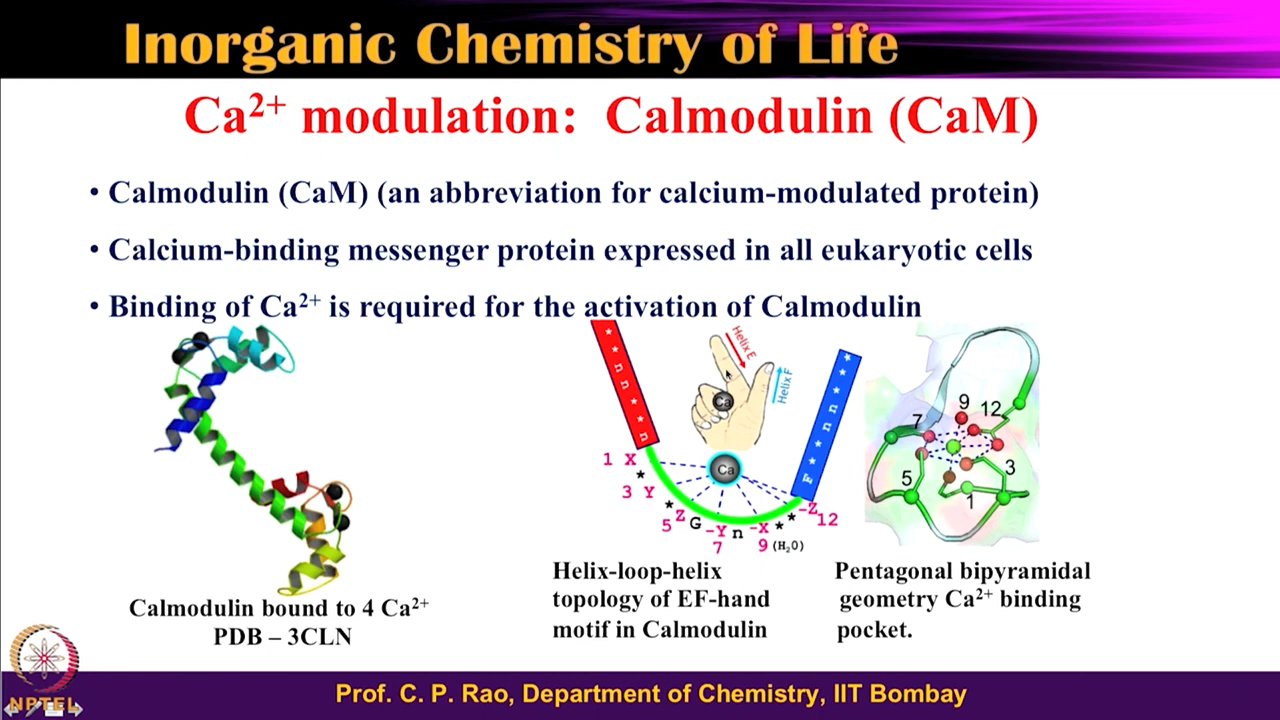 Inorganic Chemistry of Life
Ca2+ modulation: Calmodulin (CaM)
• Calmodulin (CaM) (an abbreviation for calcium-modulated protein)
• Calcium-binding messenger protein expressed in all eukaryotic cells
• Binding of Ca2+ is required for the activation of Calmodulin
* * n n * * n
Helix E
Helix F
Ca
Ca
1 X
*
3 Y
*
5 Z
G
-Y
7
n
-X
9 (H2O)
* *
-Z
12
9
12
7
5
3
1
Calmodulin bound to 4 Ca2+
PDB – 3CLN
Helix-loop-helix
topology of EF-hand
motif in Calmodulin
Pentagonal bipyramidal
geometry Ca2+ binding
pocket.
NPTEL
Prof. C. P. Rao, Department of Chemistry, IIT Bombay